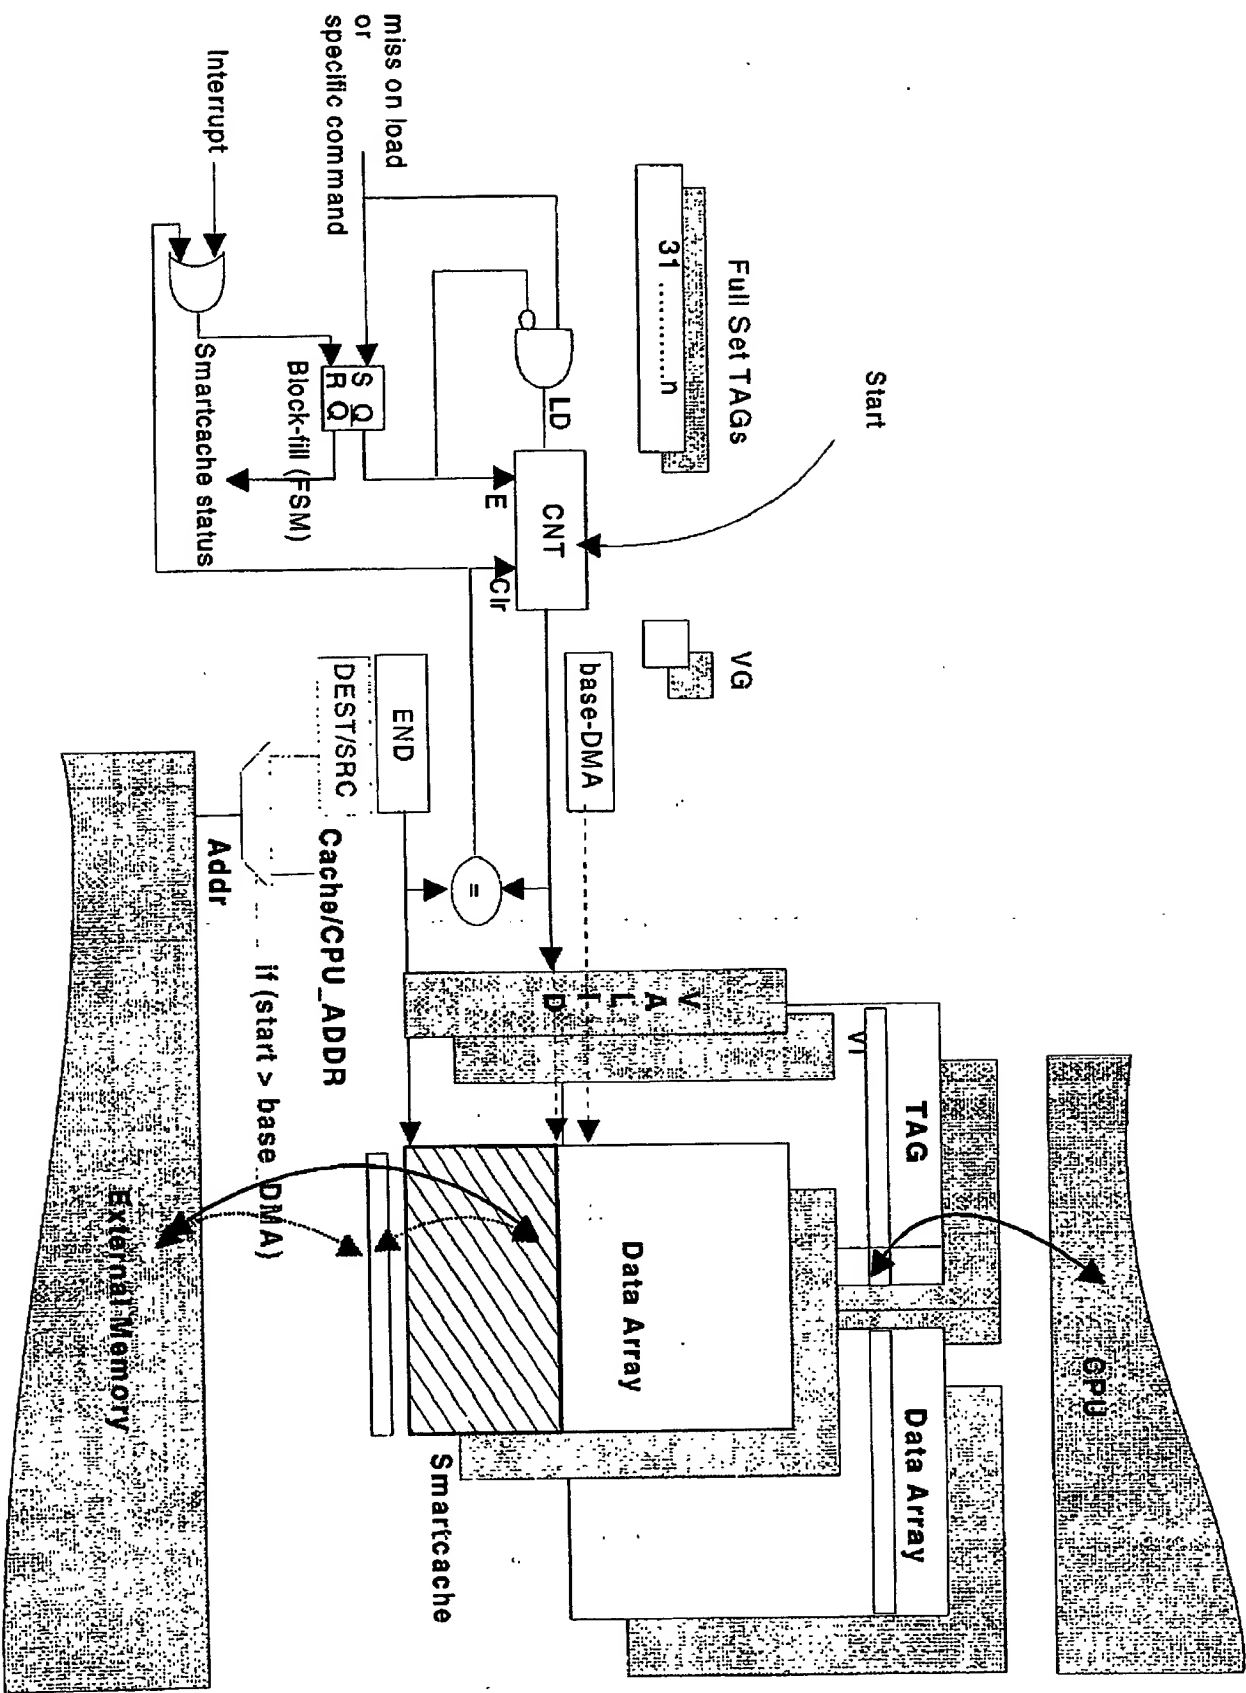 CPU
TAG
Data Array
VI
Start
Full Set TAGs
31 ............n
VG
V A L I D
Data Array
base-DMA
LD
CNT
E
Clr
=
END
DEST/SRC
Cache/CPU_ADDR
Smartcache
miss on load
or
specific command
S Q
R Q
Block-fill (FSM)
Interrupt
Smartcache status
if (start > base DMA)
Addr
External Memory